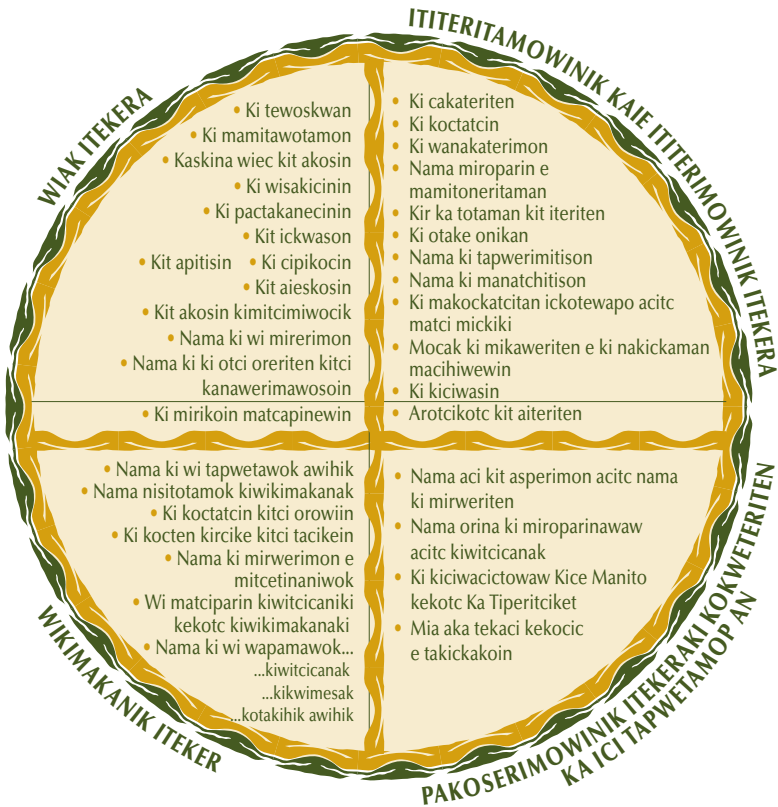 WIAK ITEKERA
• Ki tewoskwan
• Ki mamitawotamon
• Kaskina wiec kit akosin
• Ki wisakicinin
• Ki pactakanecinin
• Kit ickwason
• Kit apitisin • Ki cipikocin
• Kit aieskosin
• Kit akosin kimitcimiwocik
• Nama ki wi mirerimon
• Nama ki ki otci oreriten kitci
kanawerimawosoin
• Ki mirikoin matcapinewin
ITITERITAMOWINIK KAIE ITITERIMOWINIK ITEKERA
• Ki cakateriten
• Ki koctatcin
• Ki wanakaterimon
• Nama miroparin e
mamitoneritaman
• Kir ka totaman kit iteriten
• Ki otake onikan
• Nama ki tapwerimitison
• Nama ki manatchitison
• Ki makockatcitan ickotewapo acitc
matci mickiki
• Mocak ki mikaweriten e ki nakickaman
macihiwewin
• Ki kiciwasin
• Arotcikotc kit aiteriten
WIKIMAKANIK ITEKER
• Nama ki wi tapwetawok awihik
• Nama nisitotamok kiwikimakanak
• Ki koctatcin kitci orowiin
• Ki kocten kircike kitci tacikein
• Nama ki mirwerimon e
mitcetinaniwok
• Wi matciparin kiwitcicaniki
kekotc kiwikimakanaki
• Nama ki wi wapamawok...
...kiwitcicanak
...kikwimesak
...kotakihik awihik
PAKOSERIMOWINIK ITEKERAKI KOKWETERITEN
KA ICI TAPWETAMOP AN
• Nama aci kit asperimon acitc nama
ki mirweriten
• Nama orina ki miroparinawaw
acitc kiwitcicanak
• Ki kiciwacictowaw Kice Manito
kekotc Ka Tiperitciket
• Mia aka tekaci kekocic
e takickakoin